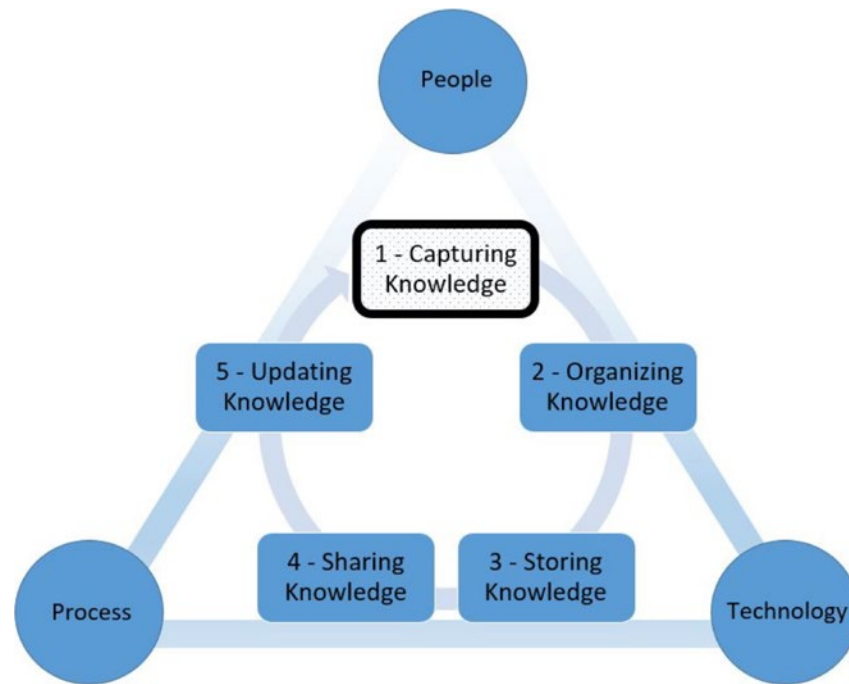 People
1 - Capturing
Knowledge
5 - Updating
Knowledge
2 - Organizing
Knowledge
4 - Sharing
Knowledge
3 - Storing
Knowledge
Process
Technology